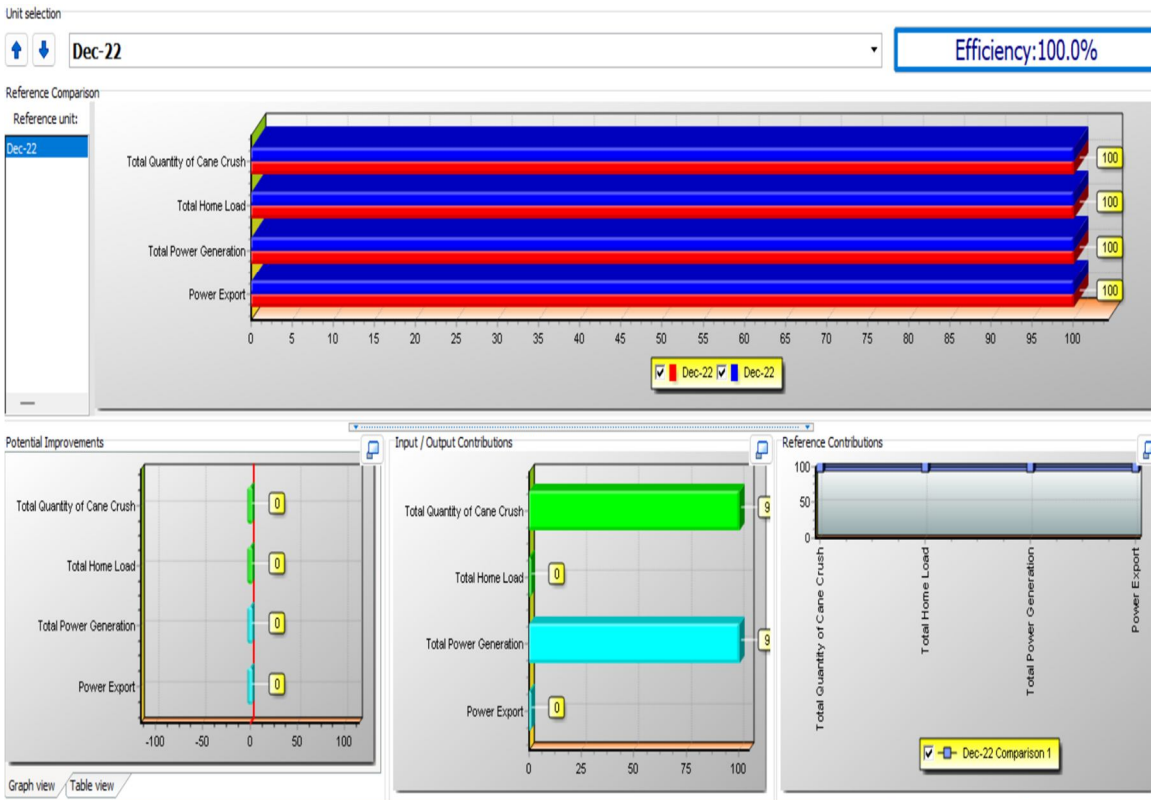 Unit selection
Dec-22
Efficiency:100.0%
Reference Comparison
Reference unit:
Dec-22
Total Quantity of Cane Crush
100
Total Home Load
100
Total Power Generation
100
Power Export
100
0 5 10 15 20 25 30 35 40 45 50 55 60 65 70 75 80 85 90 95 100
Dec-22 Dec-22
Potential Improvements
Total Quantity of Cane Crush
0
Total Home Load
0
Total Power Generation
0
Power Export
0
-100 -50 0 50 100
Graph view Table view
Input / Output Contributions
Total Quantity of Cane Crush
9
Total Home Load
0
Total Power Generation
9
Power Export
0
0 25 50 75 100
Reference Contributions
100
50
0
Total Quantity of Cane Crush
Total Home Load
Total Power Generation
Power Export
Dec-22 Comparison 1